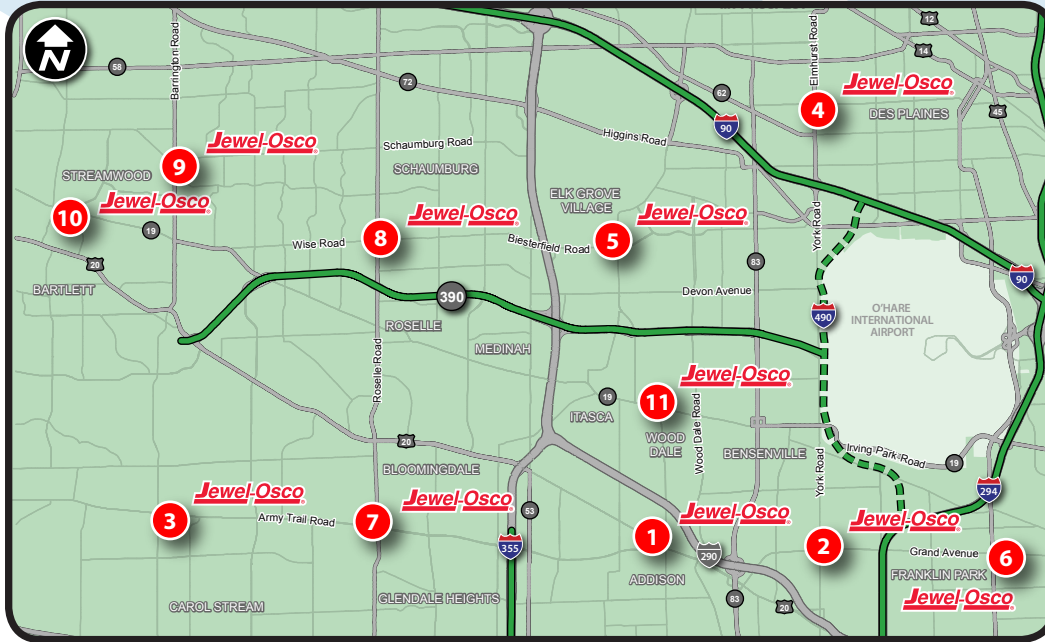 N
12
14
58
Barrington Road
72
62
Elmhurst Road
4
Jewel-Osco
DES PLAINES
45
90
Higgins Road
Schaumburg Road
SCHAUMBURG
9
Jewel-Osco
STREAMWOOD
10
Jewel-Osco
19
20
BARTLETT
Wise Road
8
Jewel-Osco
ELK GROVE
VILLAGE
Biesterfield Road
5
Jewel-Osco
York Road
83
Devon Avenue
90
490
O'HARE
INTERNATIONAL
AIRPORT
390
ROSELLE
MEDINAH
Roselle Road
Jewel-Osco
11
19
ITASCA
WOOD
DALE
Wood Dale Road
BENSENVILLE
York Road
Irving Park Road
19
294
20
BLOOMINGDALE
3
Jewel-Osco
Army Trail Road
7
Jewel-Osco
53
355
1
Jewel-Osco
290
ADDISON
83
20
2
Jewel-Osco
Grand Avenue
6
FRANKLIN PARK
Jewel-Osco
CAROL STREAM
GLENDALE HEIGHTS